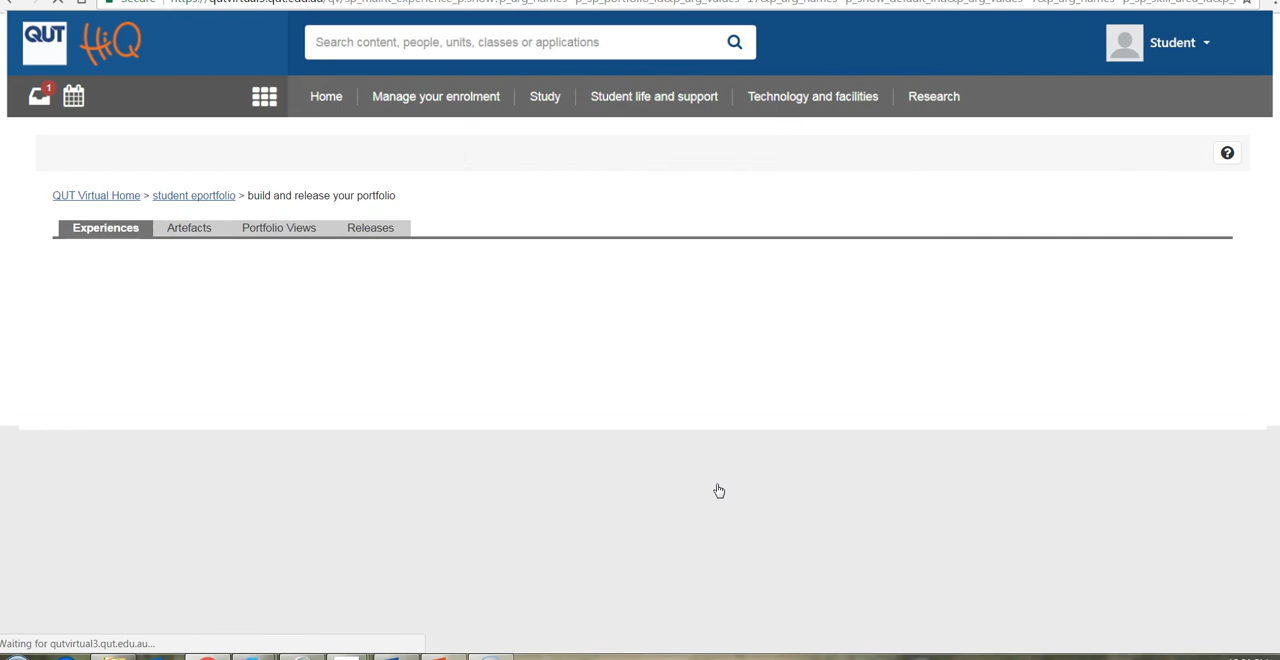 QUT HiQ
Search content, people, units, classes or applications
Student
1
Home
Manage your enrolment
Study
Student life and support
Technology and facilities
Research
?
QUT Virtual Home > student eportfolio > build and release your portfolio
Experiences
Artefacts
Portfolio Views
Releases
Waiting for qutvirtual3.qut.edu.au...